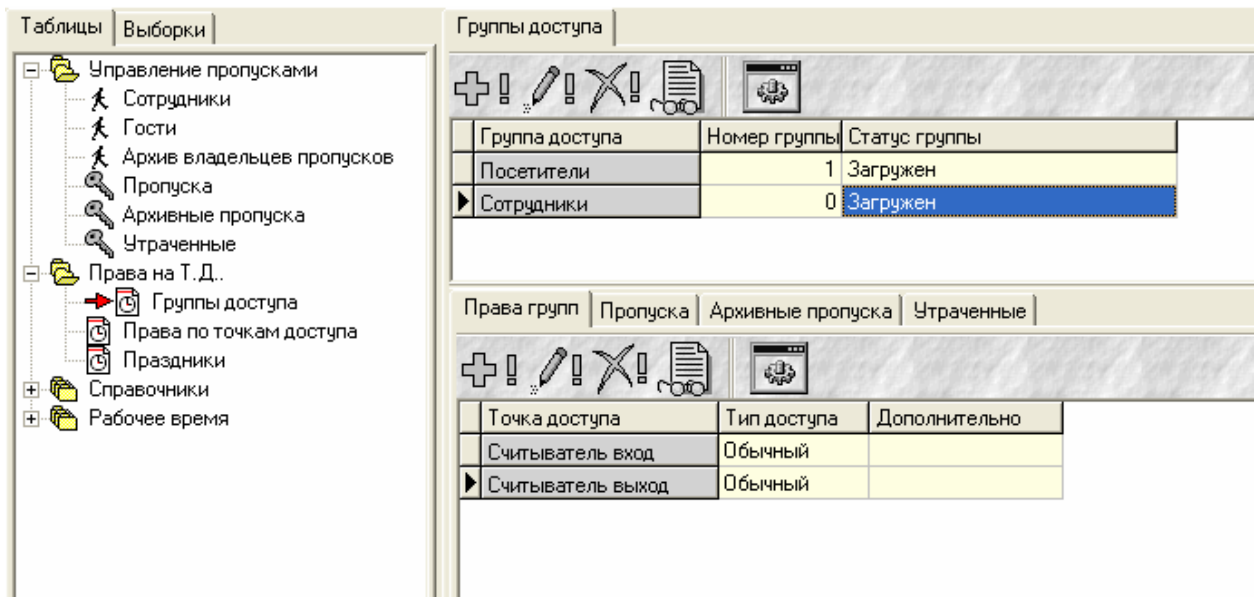 Таблицы Выборки
Управление пропусками
Сотрудники
Гости
Архив владельцев пропусков
Пропуска
Архивные пропуска
Утраченные
Права на Т.Д..
Группы доступа
Права по точкам доступа
Праздники
Справочники
Рабочее время
Группы доступа
Группа доступа Номер группы Статус группы
Посетители 1 Загружен
Сотрудники 0 Загружен
Права групп Пропуска Архивные пропуска Утраченные
Точка доступа Тип доступа Дополнительно
Считыватель вход Обычный
Считыватель выход Обычный